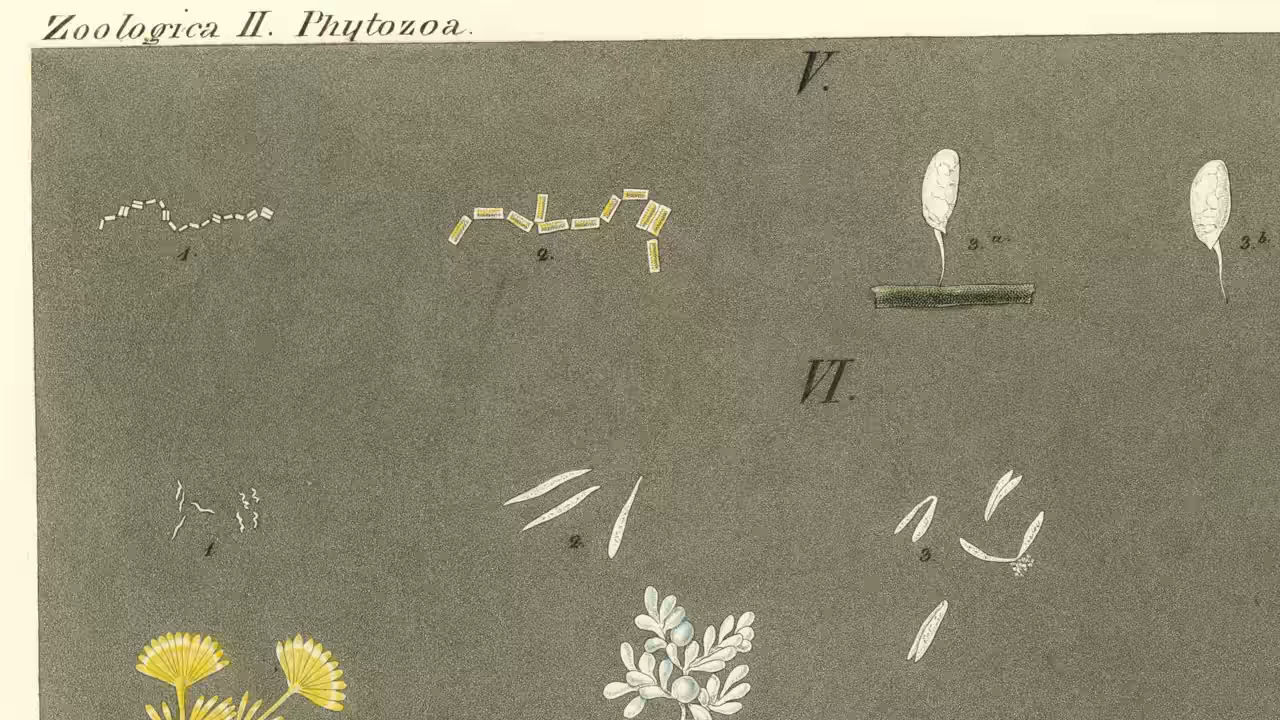 Zoologica II. Phytozoa.
V.
1.
2.
3.a.
3.b.
VI.
1
2.
3